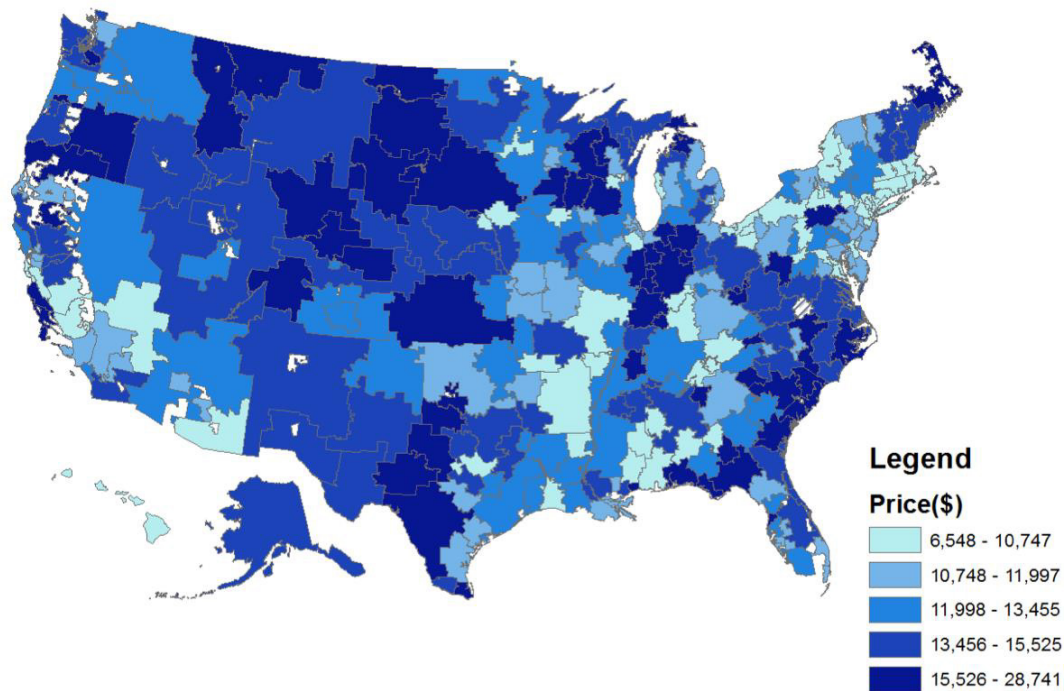 Legend
Price($)
6,548 - 10,747
10,748 - 11,997
11,998 - 13,455
13,456 - 15,525
15,526 - 28,741